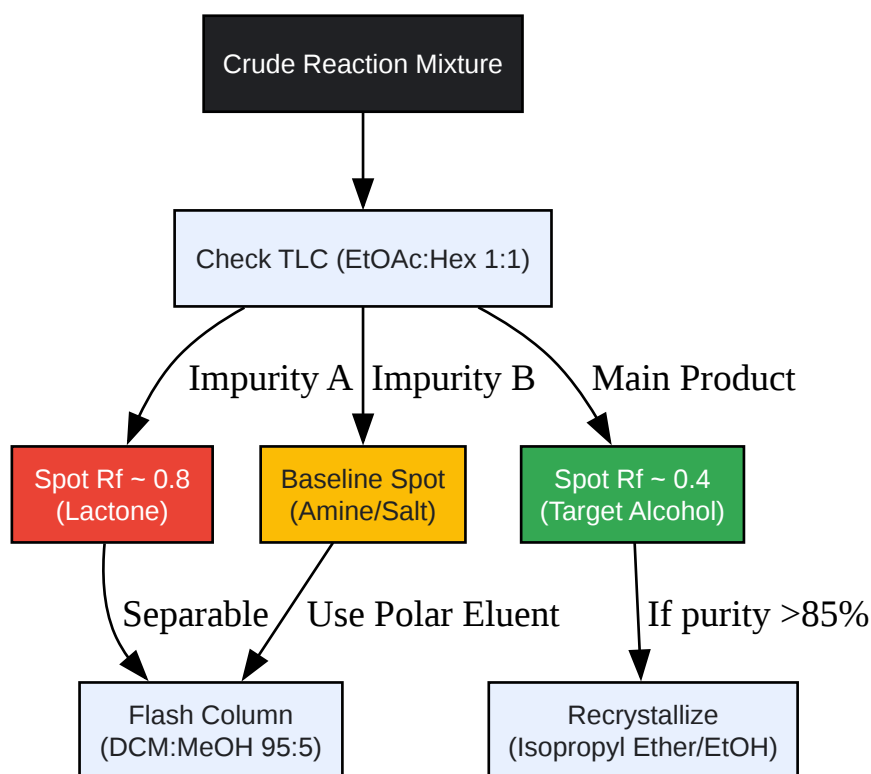 Crude Reaction Mixture
Check TLC (EtOAc:Hex 1:1)
Impurity A
Impurity B
Main Product
Spot Rf ~ 0.8
(Lactone)
Baseline Spot
(Amine/Salt)
Spot Rf ~ 0.4
(Target Alcohol)
Separable
Use Polar Eluent
If purity >85%
Flash Column
(DCM:MeOH 95:5)
Recrystallize
(Isopropyl Ether/EtOH)